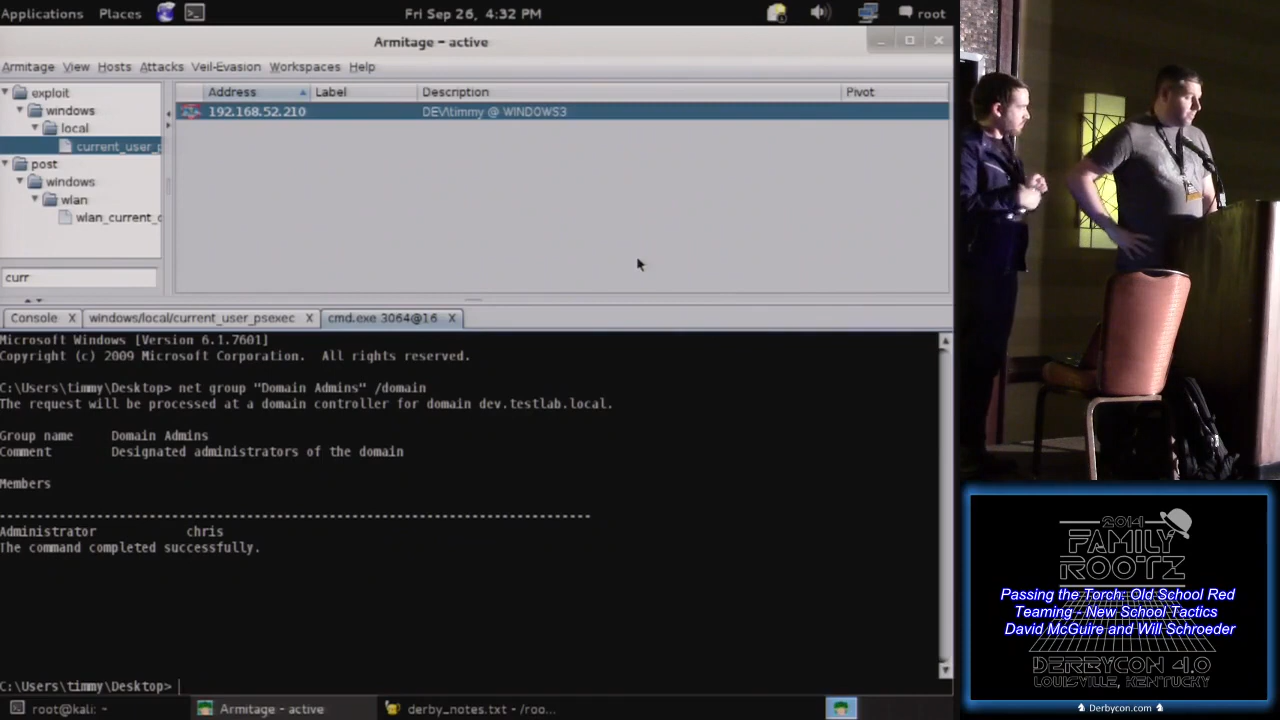 Applications Places Fri Sep 26, 4:32 PM root
Armitage - active
Armitage View Hosts Attacks Veil-Evasion Workspaces Help
exploit
windows
local
current_user_p
post
windows
wlan
wlan_current_c
curr
Address Label Description Pivot
192.168.52.210 DEV\timmy @ WINDOWS3
Console X windows/local/current_user_psexec X cmd.exe 3064@16 X
Microsoft Windows [Version 6.1.7601]
Copyright (c) 2009 Microsoft Corporation. All rights reserved.
C:\Users\timmy\Desktop> net group "Domain Admins" /domain
The request will be processed at a domain controller for domain dev.testlab.local.
Group name Domain Admins
Comment Designated administrators of the domain
Members
-------------------------------------------------------------------------------
Administrator chris
The command completed successfully.
C:\Users\timmy\Desktop>
root@kali: ~ Armitage - active derby_notes.txt - /roo...
2014
FAMILY
ROOTZ
Passing the Torch: Old School Red
Teaming - New School Tactics
David McGuire and Will Schroeder
DERBYCON 4.0
LOUISVILLE, KENTUCKY
Derbycon.com